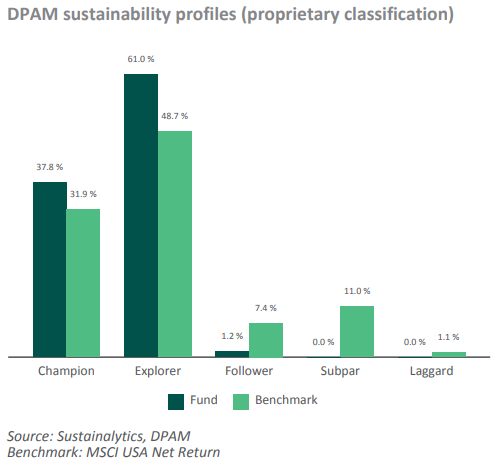 DPAM sustainability profiles (proprietary classification)
61.0 %
48.7 %
37.8 %
31.9 %
11.0 %
7.4 %
1.2 %
0.0 %
0.0 %
1.1 %
Champion Explorer Follower Subpar Laggard
Fund Benchmark
Source: Sustainalytics, DPAM
Benchmark: MSCI USA Net Return